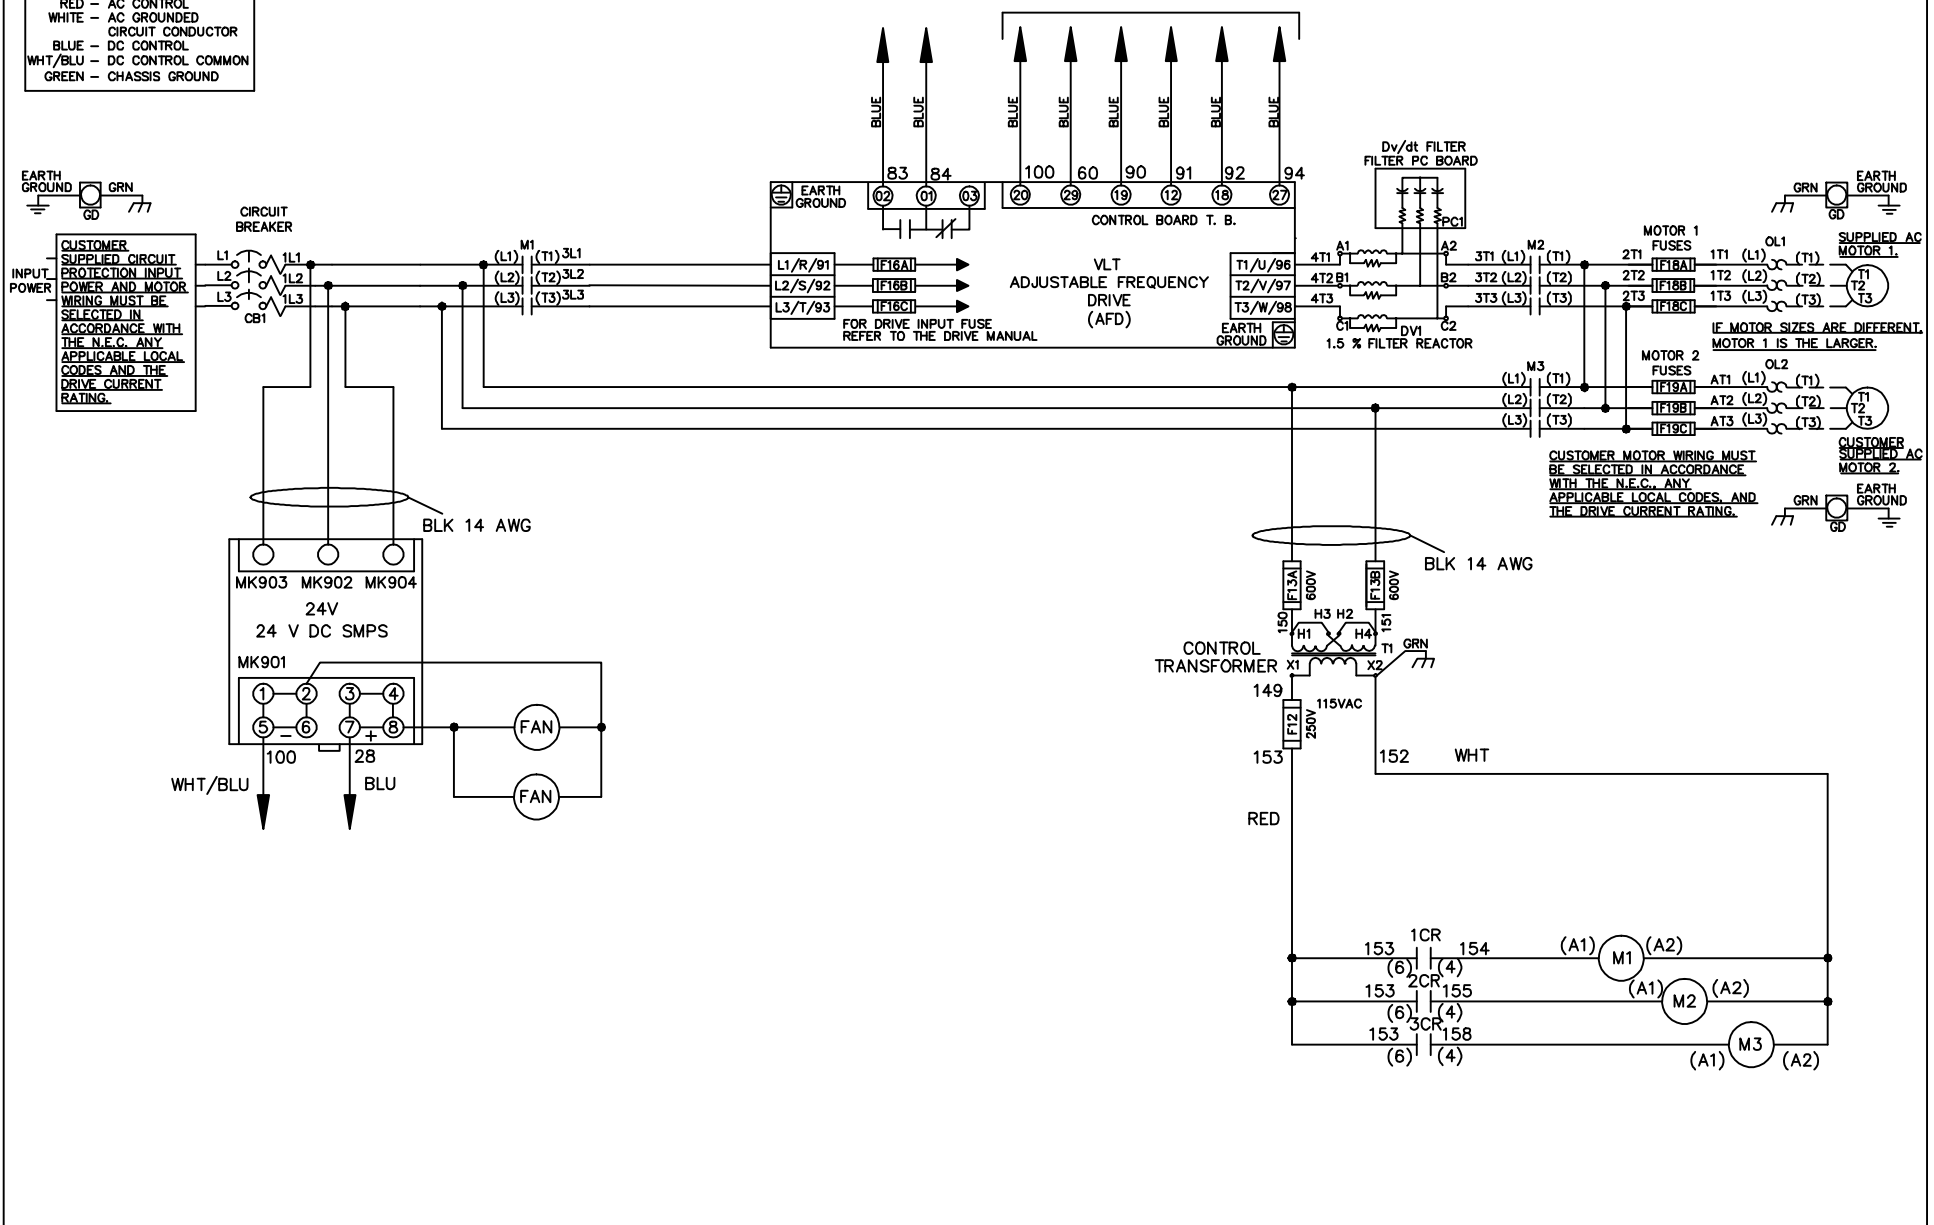 RED – AC CONTROL
WHITE – AC GROUNDED
CIRCUIT CONDUCTOR
BLUE – DC CONTROL
WHT/BLU – DC CONTROL COMMON
GREEN – CHASSIS GROUND
BLUE
BLUE
BLUE
BLUE
BLUE
BLUE
BLUE
BLUE
EARTH
GROUND
GRN
GD
CIRCUIT
BREAKER
INPUT
POWER
CUSTOMER
SUPPLIED CIRCUIT
PROTECTION INPUT
POWER AND MOTOR
WIRING MUST BE
SELECTED IN
ACCORDANCE WITH
THE N.E.C. ANY
APPLICABLE LOCAL
CODES AND THE
DRIVE CURRENT
RATING.
L1 1L1
L2 1L2
L3 1L3
CB1
M1
(L1) (T1) 3L1
(L2) (T2) 3L2
(L3) (T3) 3L3
83 84
100 60 90 91 92 94
EARTH
GROUND
02 01 03
20 29 19 12 18 27
CONTROL BOARD T. B.
L1/R/91 F16A
L2/S/92 F16B
L3/T/93 F16C
FOR DRIVE INPUT FUSE
REFER TO THE DRIVE MANUAL
VLT
ADJUSTABLE FREQUENCY
DRIVE
(AFD)
T1/U/96
T2/V/97
T3/W/98
EARTH
GROUND
Dv/dt FILTER
FILTER PC BOARD
PC1
4T1 A1 A2
4T2 B1 B2
4T3
C1 C2
DV1
1.5 % FILTER REACTOR
M2
3T1 (L1) (T1)
3T2 (L2) (T2)
3T3 (L3) (T3)
MOTOR 1
FUSES
2T1 F18A 1T1 (L1) (T1)
2T2 F18B 1T2 (L2) (T2)
2T3 F18C 1T3 (L3) (T3)
OL1
GRN
GD
EARTH
GROUND
SUPPLIED AC
MOTOR 1.
T1
T2
T3
IF MOTOR SIZES ARE DIFFERENT,
MOTOR 1 IS THE LARGER.
M3
(L1) (T1)
(L2) (T2)
(L3) (T3)
MOTOR 2
FUSES
F19A AT1 (L1) (T1)
F19B AT2 (L2) (T2)
F19C AT3 (L3) (T3)
OL2
T1
T2
T3
CUSTOMER
SUPPLIED AC
MOTOR 2.
CUSTOMER MOTOR WIRING MUST
BE SELECTED IN ACCORDANCE
WITH THE N.E.C., ANY
APPLICABLE LOCAL CODES, AND
THE DRIVE CURRENT RATING.
GRN
GD
EARTH
GROUND
BLK 14 AWG
MK903 MK902 MK904
24V
24 V DC SMPS
MK901
1 2 3 4
5 – 6 7 + 8
100 28
WHT/BLU BLU
FAN
FAN
BLK 14 AWG
F13A
600V
F13B
600V
150
151
H3 H2
H1 H4
T1
GRN
CONTROL
TRANSFORMER
X1 X2
149
115VAC
F12
250V
153
152 WHT
RED
1CR
153 154 (A1) M1 (A2)
(6) (4)
2CR
153 155 (A1) M2 (A2)
(6) (4)
3CR
153 158 M3
(6) (4) (A1) (A2)